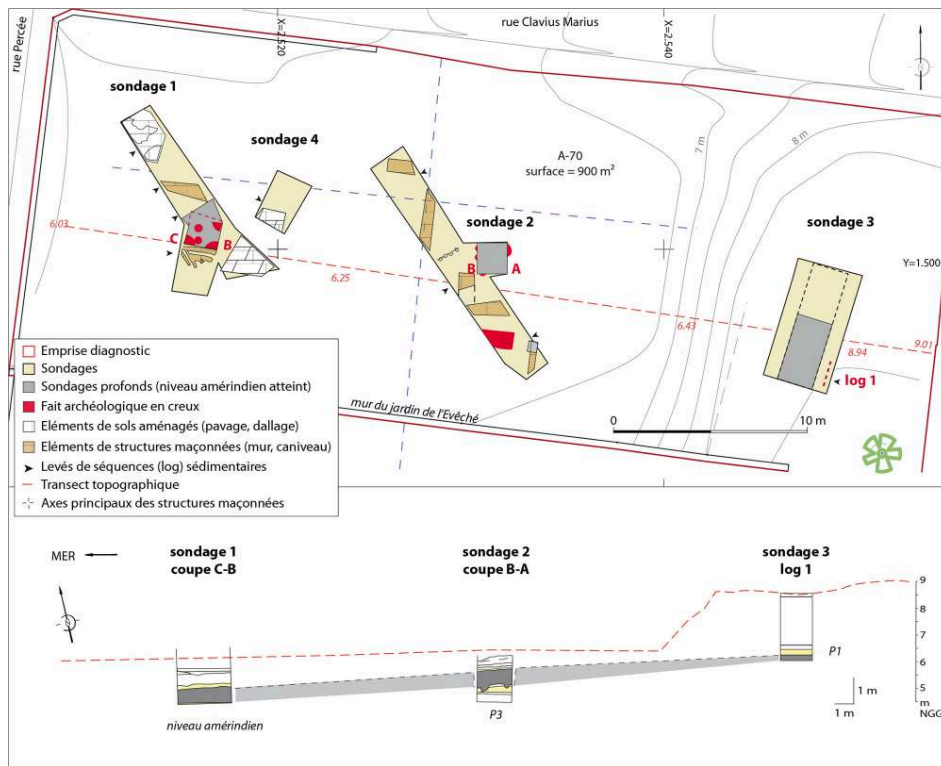 rue Clavius Marius
rue Percée
X=2.520
X=2.540
sondage 1
sondage 4
7 m
8 m
A-70
surface = 900 m²
sondage 2
sondage 3
6.03
C
B
Y=1.500
B
A
6.25
6.43
9.01
8.94
log 1
mur du jardin de l'Evêché
0
10 m
Emprise diagnostic
Sondages
Sondages profonds (niveau amérindien atteint)
Fait archéologique en creux
Eléments de sols aménagés (pavage, dallage)
Eléments de structures maçonnées (mur, caniveau)
Levés de séquences (log) sédimentaires
Transect topographique
Axes principaux des structures maçonnées
MER
sondage 1
coupe C-B
sondage 2
coupe B-A
sondage 3
log 1
9
8
7
6
5
m
NGG
P1
P3
niveau amérindien
1 m
1 m